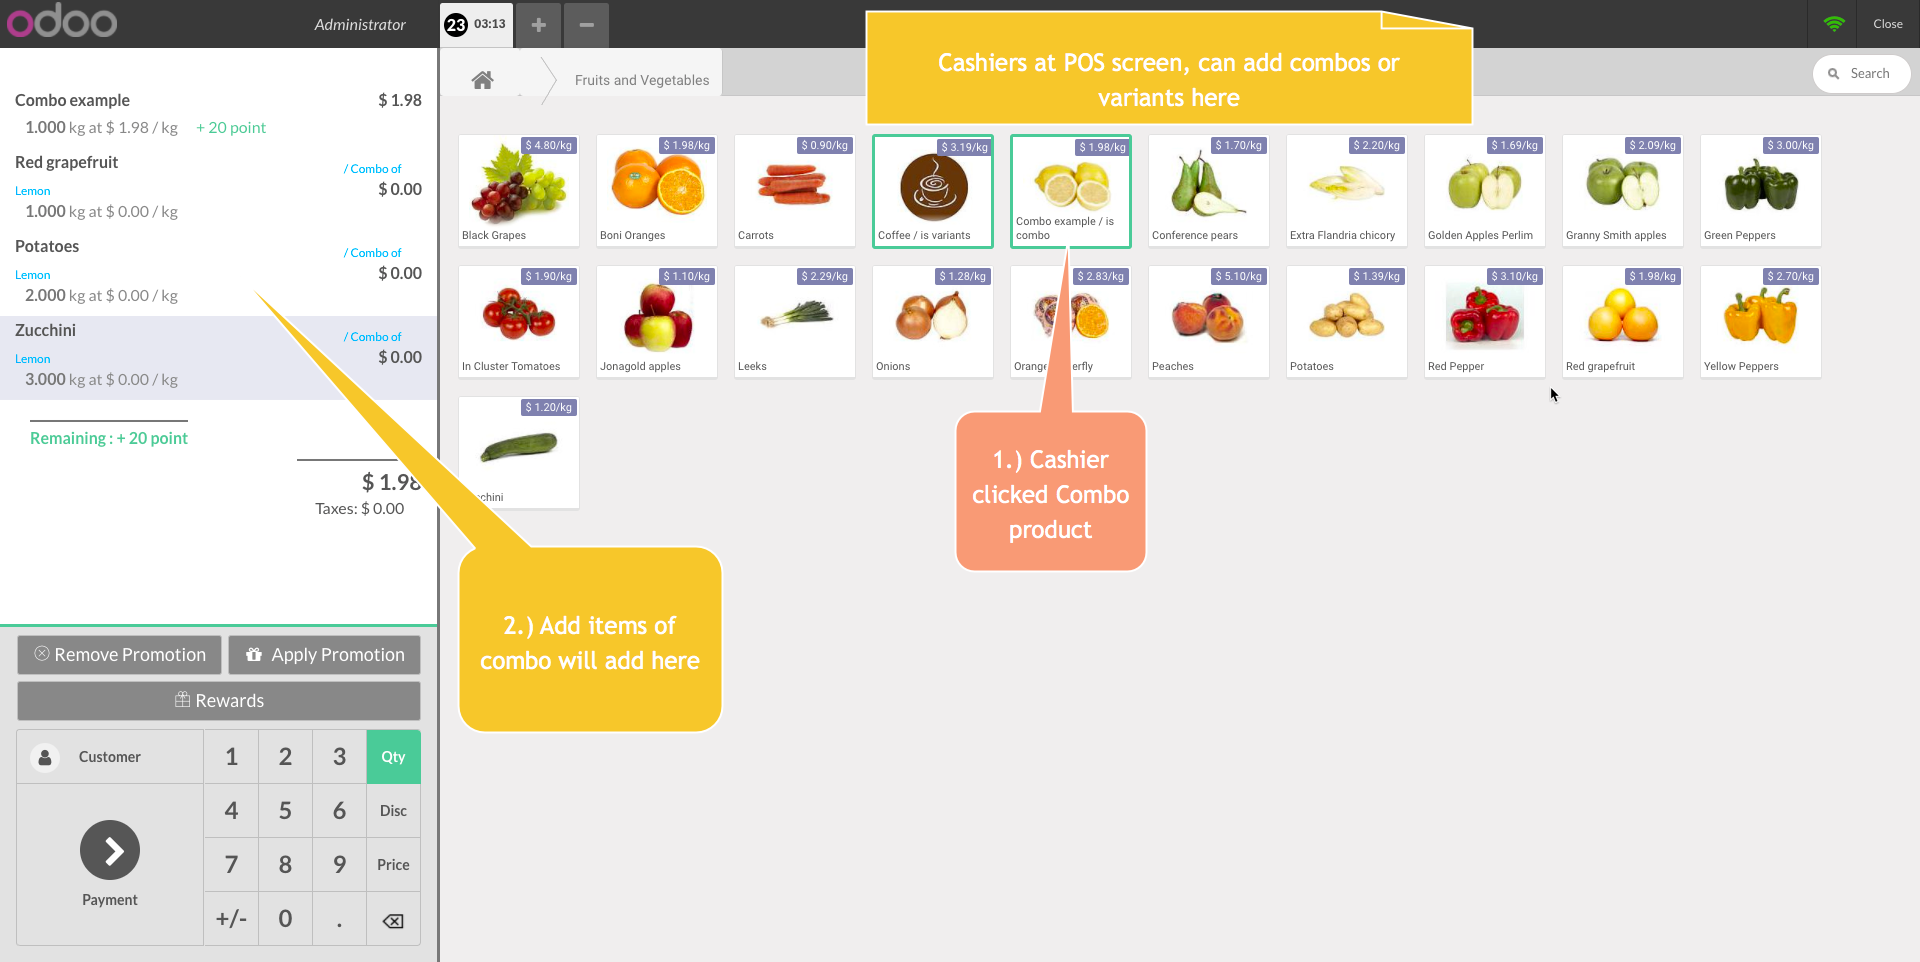 odoo
Administrator
23 03:13
+
−
Close
Cashiers at POS screen, can add combos or
variants here
Fruits and Vegetables
Search
Combo example
$ 1.98
1.000 kg at $ 1.98 / kg + 20 point
Red grapefruit
/ Combo of
Lemon
$ 0.00
1.000 kg at $ 0.00 / kg
Potatoes
/ Combo of
Lemon
$ 0.00
2.000 kg at $ 0.00 / kg
Zucchini
/ Combo of
Lemon
$ 0.00
3.000 kg at $ 0.00 / kg
Remaining : + 20 point
$ 1.98
Taxes: $ 0.00
Remove Promotion
Apply Promotion
Rewards
Customer
1 2 3 Qty
4 5 6 Disc
7 8 9 Price
+/- 0 .
Payment
$ 4.80/kg
Black Grapes
$ 1.98/kg
Boni Oranges
$ 0.90/kg
Carrots
$ 3.19/kg
Coffee / is variants
$ 1.98/kg
Combo example / is
combo
$ 1.70/kg
Conference pears
$ 2.20/kg
Extra Flandria chicory
$ 1.69/kg
Golden Apples Perlim
$ 2.09/kg
Granny Smith apples
$ 3.00/kg
Green Peppers
$ 1.90/kg
In Cluster Tomatoes
$ 1.10/kg
Jonagold apples
$ 2.29/kg
Leeks
$ 1.28/kg
Onions
$ 2.83/kg
Orange erfly
$ 5.10/kg
Peaches
$ 1.39/kg
Potatoes
$ 3.10/kg
Red Pepper
$ 1.98/kg
Red grapefruit
$ 2.70/kg
Yellow Peppers
$ 1.20/kg
chini
1.) Cashier
clicked Combo
product
2.) Add items of
combo will add here